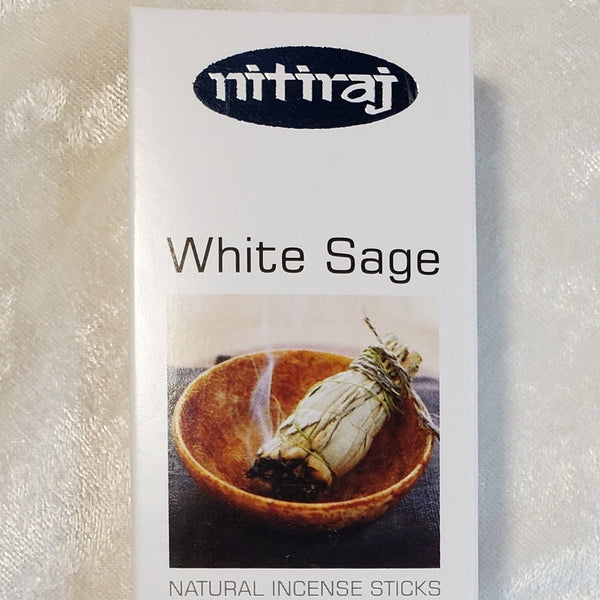 nitiraj
White Sage
NATURAL INCENSE STICKS